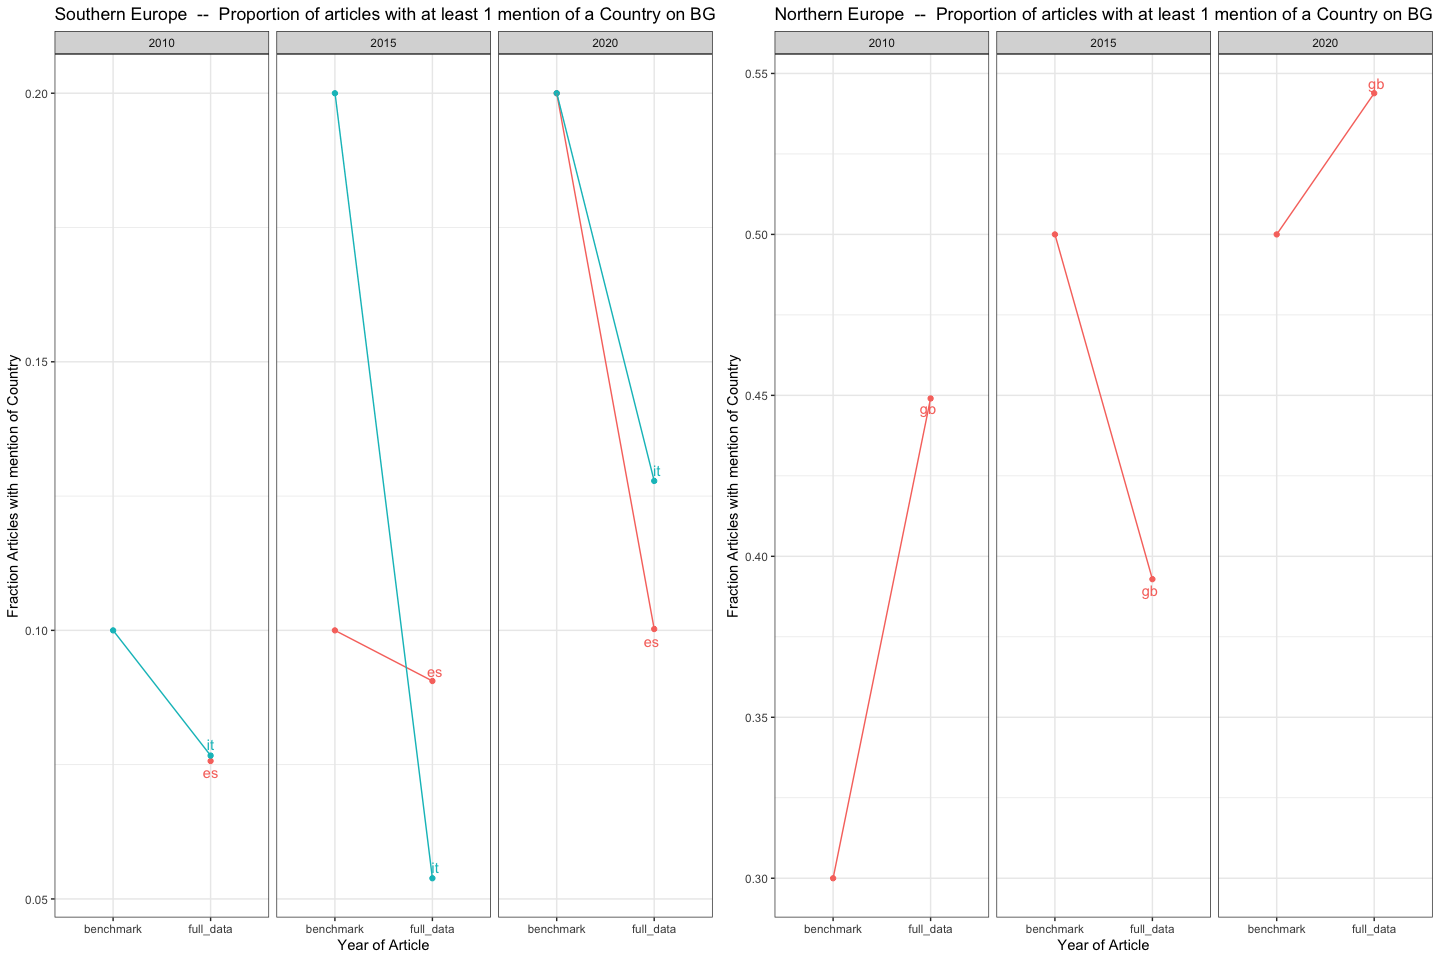 Southern Europe  --  Proportion of articles with at least 1 mention of a Country on BG
2010
2015
2020
0.20
0.15
0.10
0.05
Fraction Articles with mention of Country
it
es
es
it
it
es
benchmark
full_data
benchmark
full_data
benchmark
full_data
Year of Article
Northern Europe  --  Proportion of articles with at least 1 mention of a Country on BG
2010
2015
2020
0.55
0.50
0.45
0.40
0.35
0.30
Fraction Articles with mention of Country
gb
gb
gb
benchmark
full_data
benchmark
full_data
benchmark
full_data
Year of Article